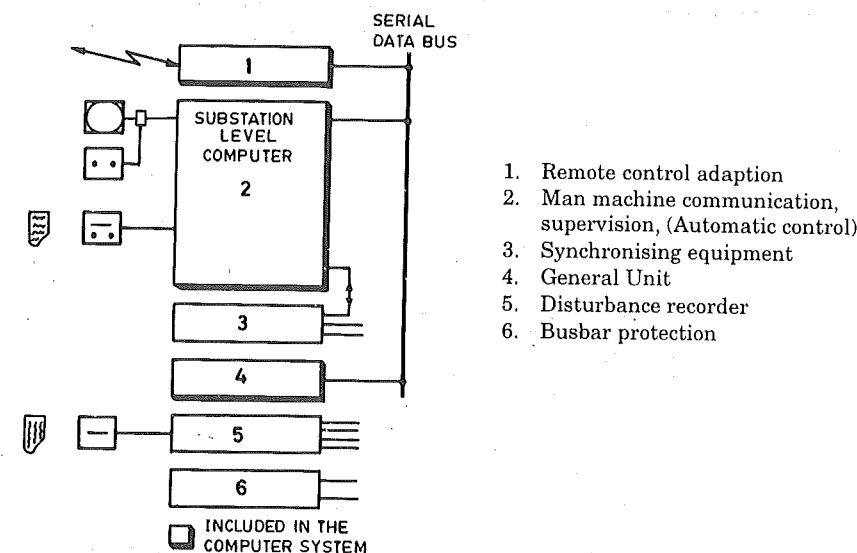 SERIAL
DATA BUS
1
SUBSTATION
LEVEL
COMPUTER
2
3
4
5
6
INCLUDED IN THE
COMPUTER SYSTEM
1. Remote control adaption
2. Man machine communication,
supervision, (Automatic control)
3. Synchronising equipment
4. General Unit
5. Disturbance recorder
6. Busbar protection